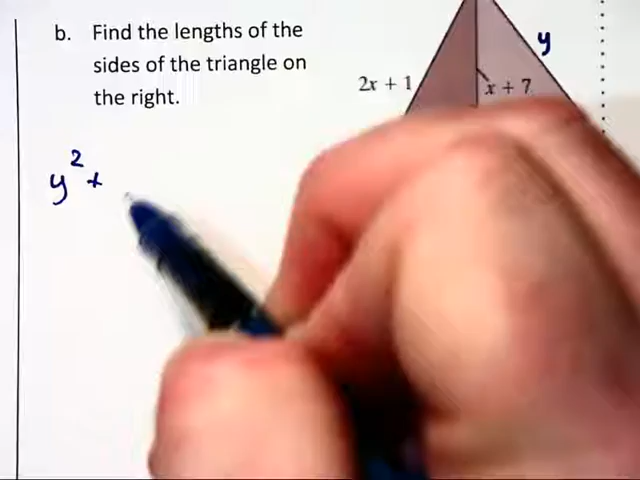 b. Find the lengths of the
sides of the triangle on
the right.
y
2x + 1
x + 7
y² +